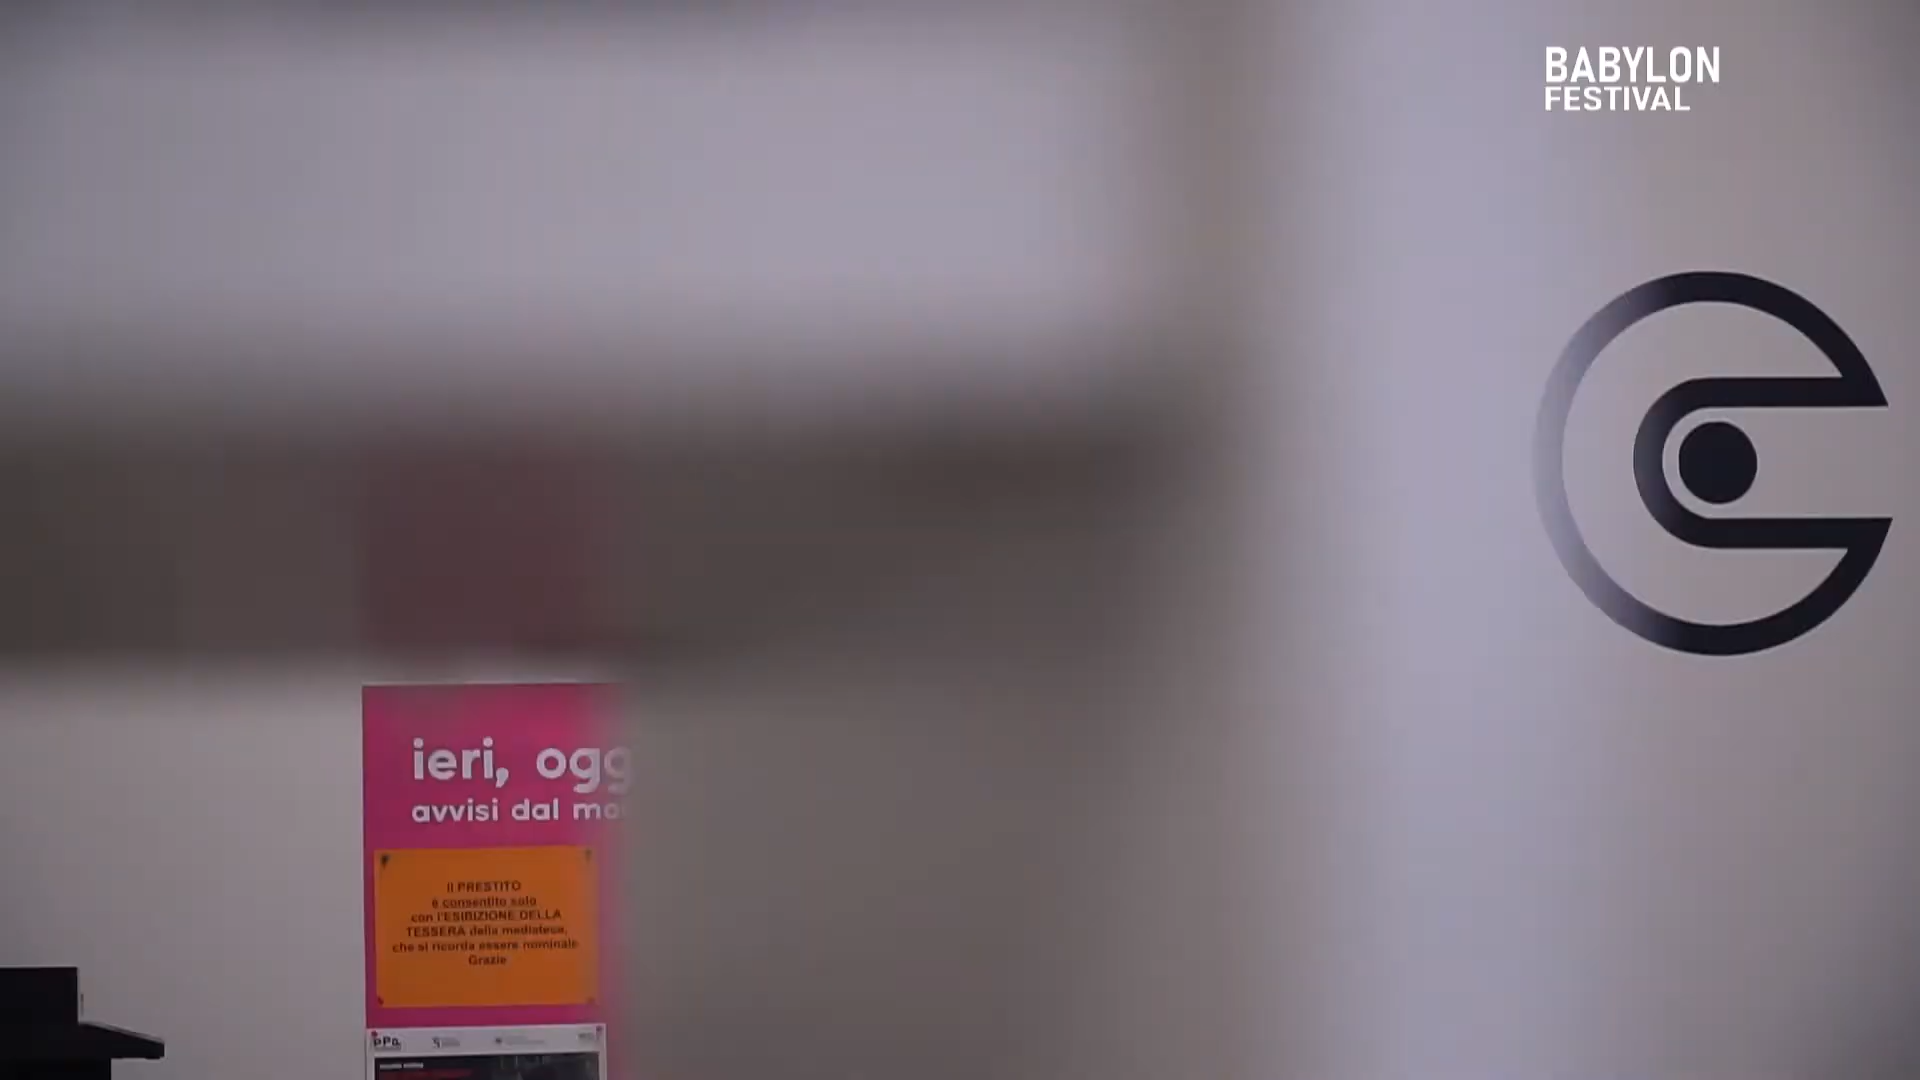 BABYLON
FESTIVAL
ieri, ogg
avvisi dal mo
Il PRESTITO
è consentito solo
con l'ESIBIZIONE DELLA
TESSERA della mediateca,
che si ricorda essere nominale
Grazie